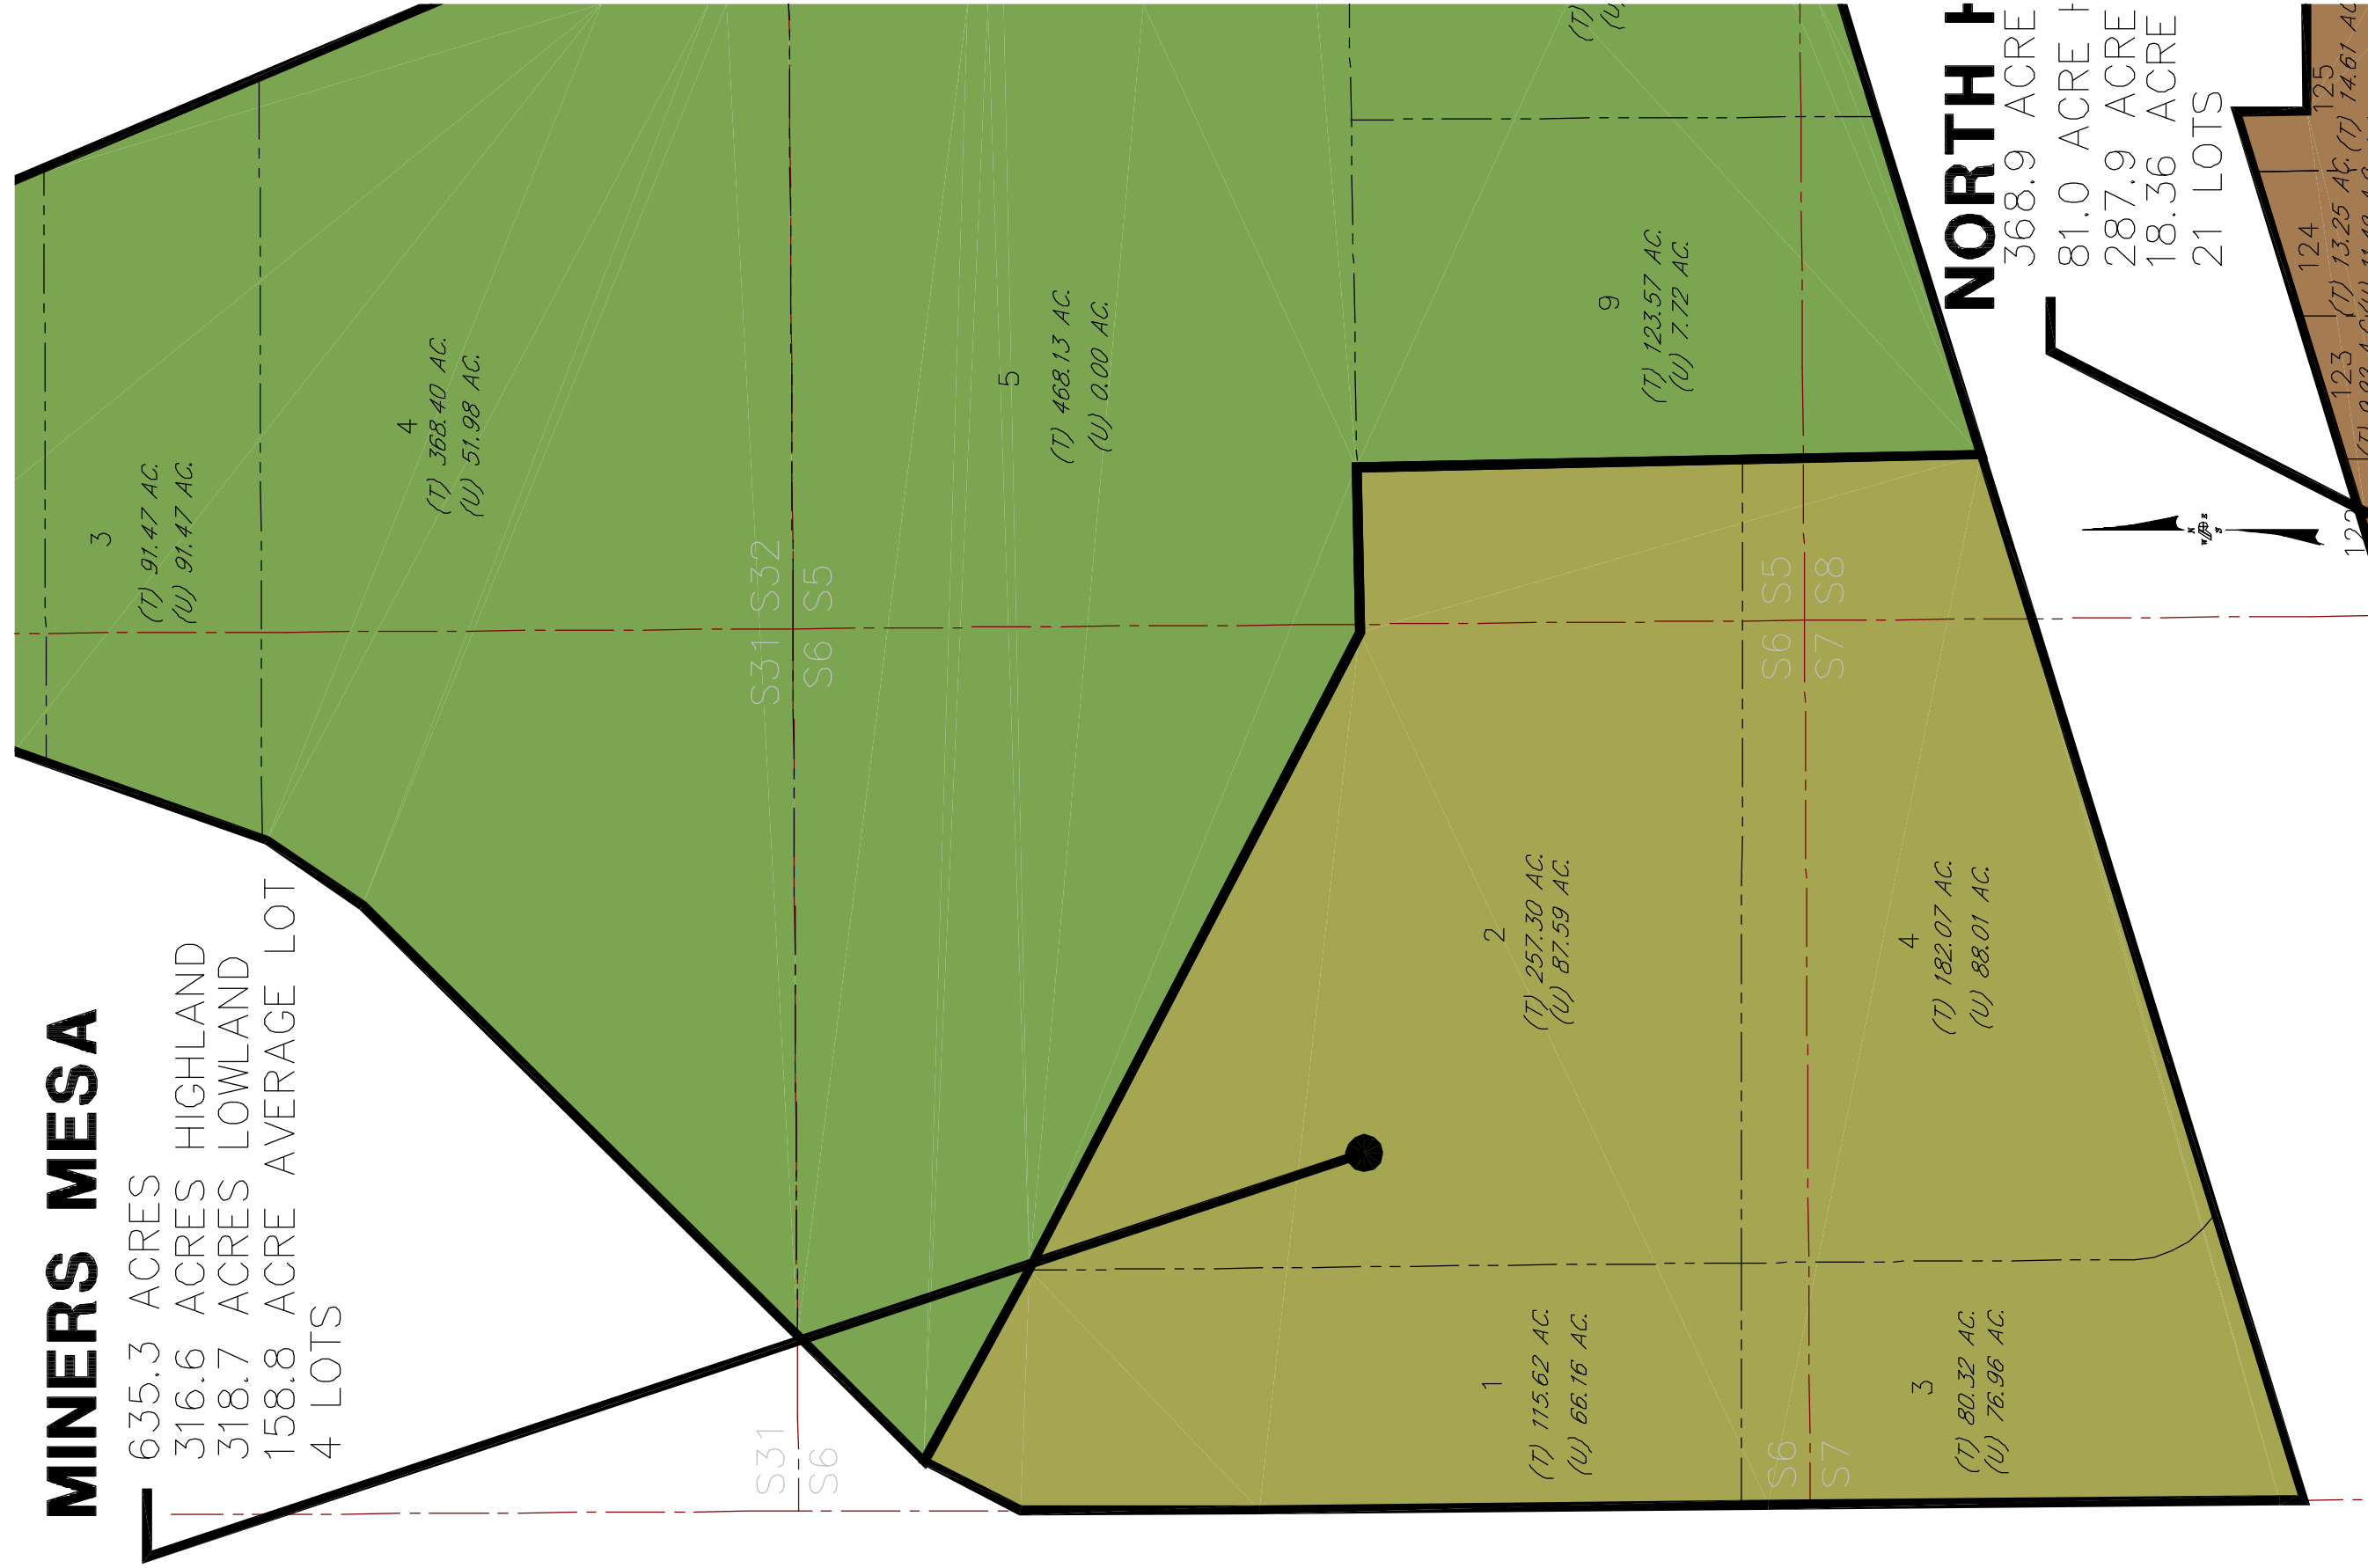 MINERS MESA
635.3 ACRES
316.6 ACRES HIGHLAND
318.7 ACRES LOWLAND
158.8 ACRE AVERAGE LOT
4 LOTS
3
(T) 91.47 AC.
(U) 91.47 AC.
4
(T) 368.40 AC.
(U) 51.98 AC.
S31 S32
S6 S5
S31
S6
5
(T) 468.13 AC.
(U) 0.00 AC.
9
(T) 123.57 AC.
(U) 7.72 AC.
(T)
(U)
1
(T) 115.62 AC.
(U) 66.16 AC.
2
(T) 257.30 AC.
(U) 87.59 AC.
S6 S5
S7 S8
S6
S7
3
(T) 80.32 AC.
(U) 76.96 AC.
4
(T) 182.07 AC.
(U) 88.01 AC.
NORTH
368.9 ACRE
81.0 ACRE
287.9 ACRE
18.36 ACRE
21 LOTS
N
W E
S
122
123
124
125
(T) 13.25 AC.
(T) 14.61 AC